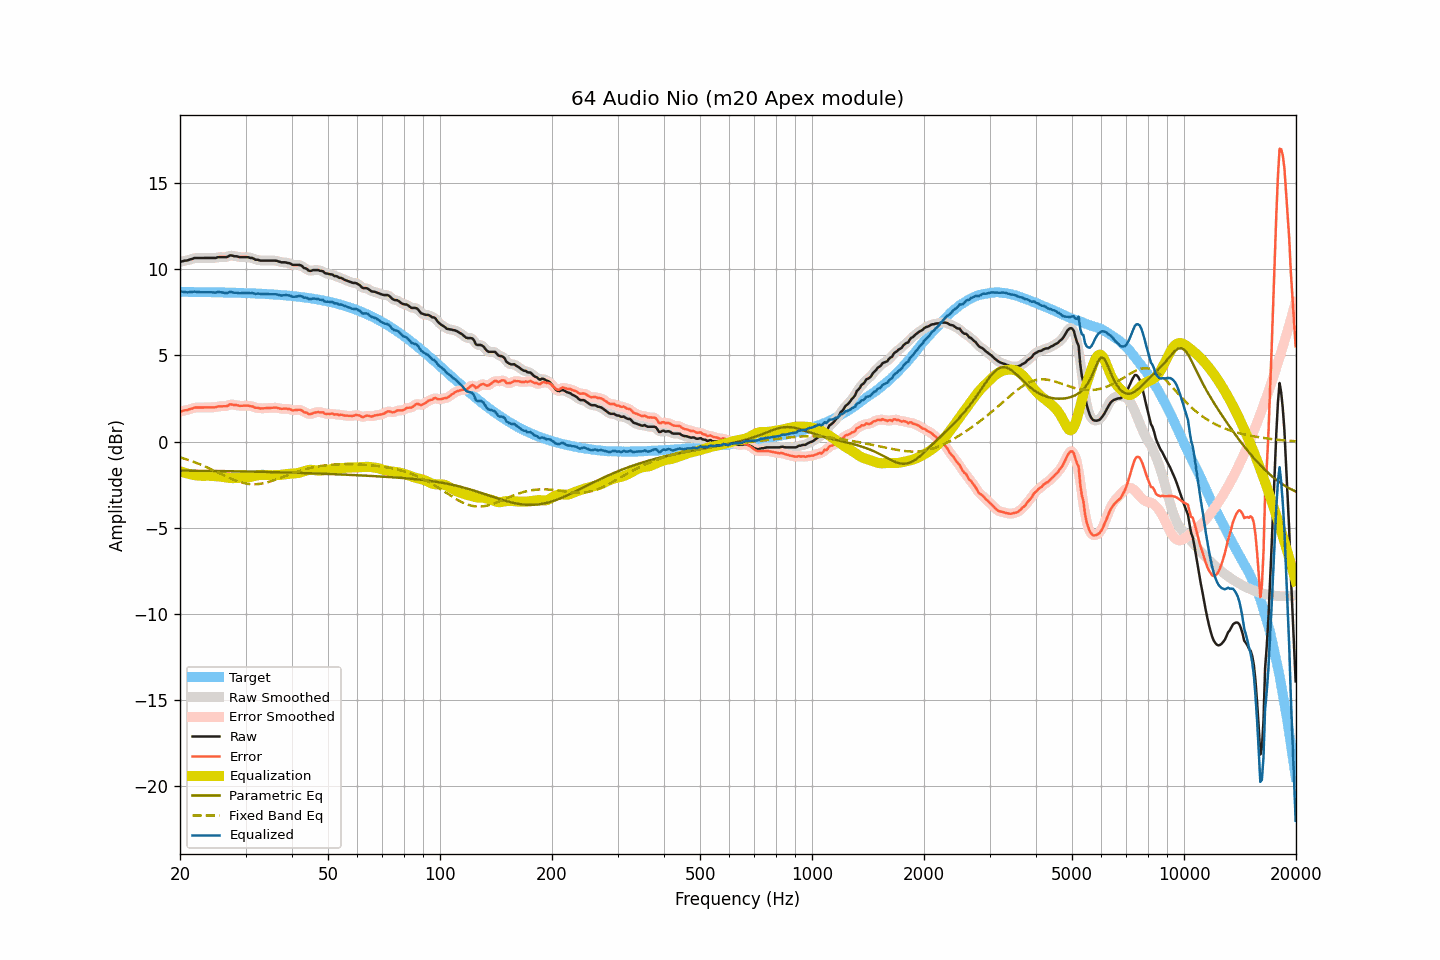 64 Audio Nio (m20 Apex module)
Amplitude (dBr)
15
10
5
0
−5
−10
−15
−20
Target
Raw Smoothed
Error Smoothed
Raw
Error
Equalization
Parametric Eq
Fixed Band Eq
Equalized
20 50 100 200 500 1000 2000 5000 10000 20000
Frequency (Hz)